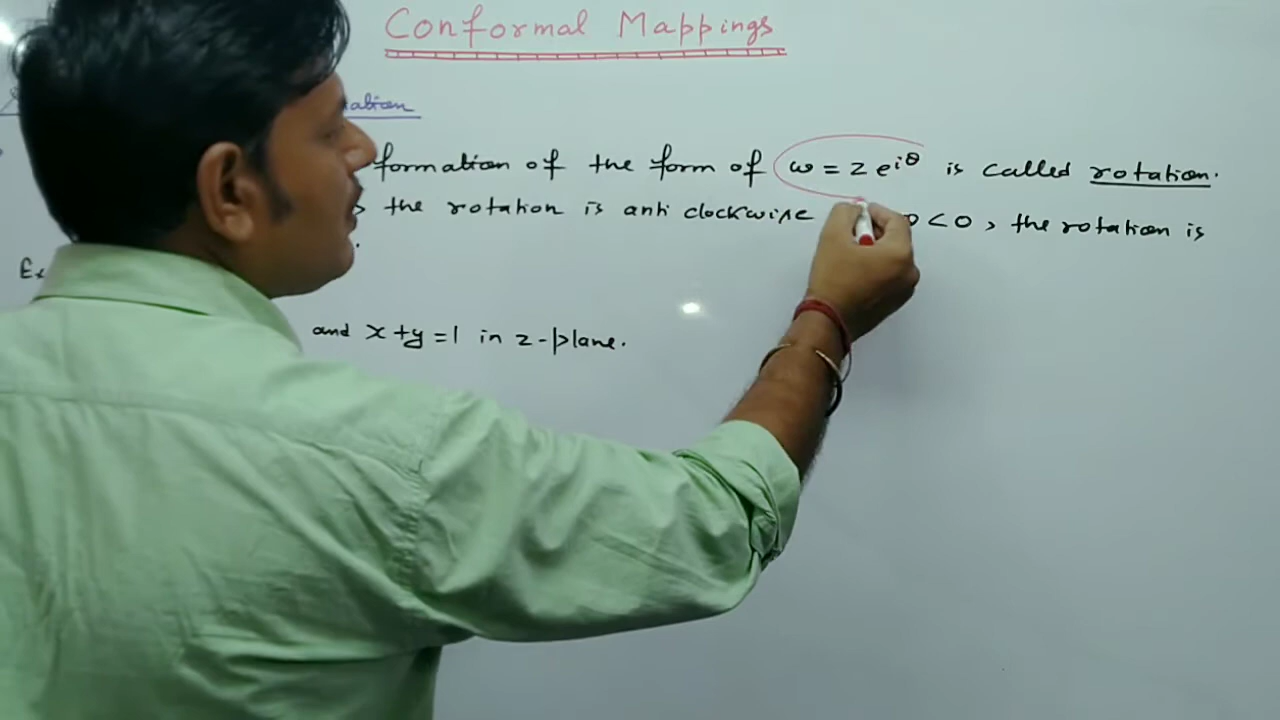 Conformal Mappings
formation of the form of ω = z e^{iθ} is called rotation.
the rotation is anti clockwise < 0, the rotation is
Ex
and x+y=1 in z-plane.